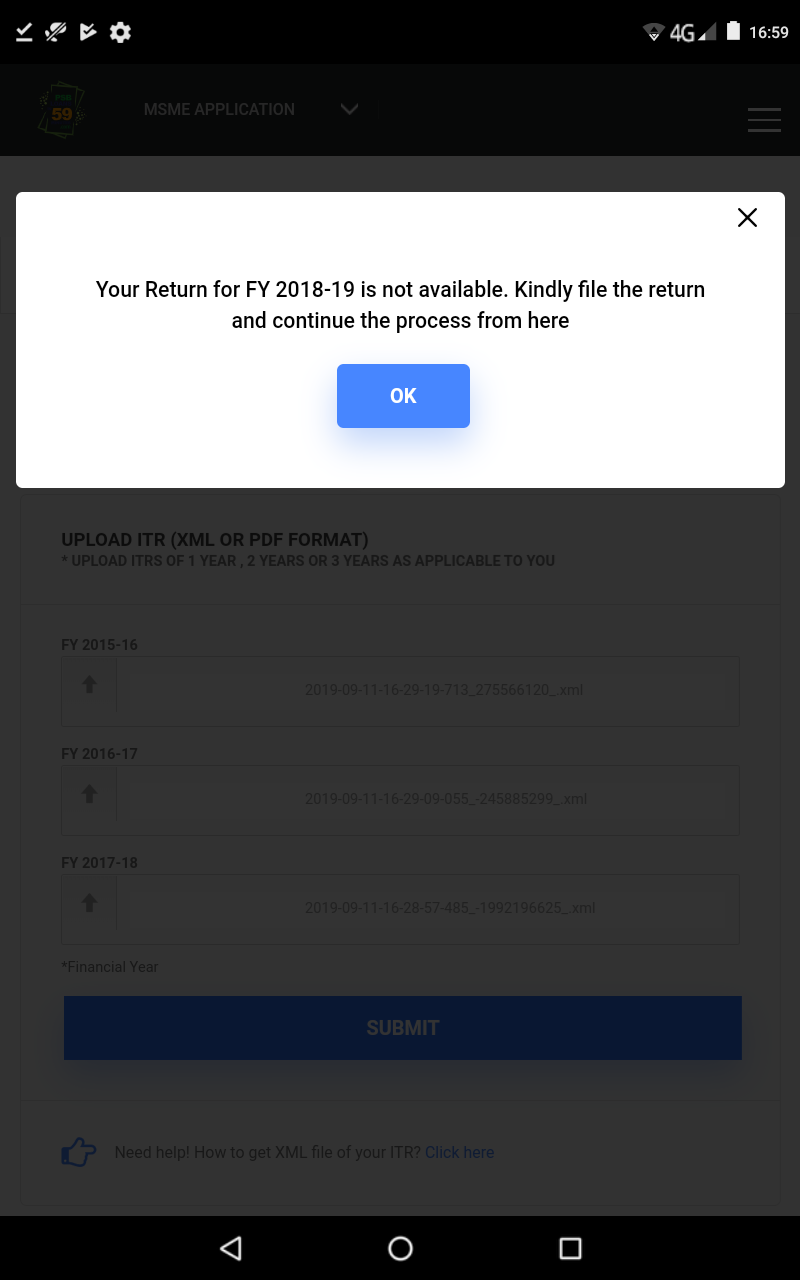 4G 16:59
PSB
59
MSME APPLICATION
Your Return for FY 2018-19 is not available. Kindly file the return
and continue the process from here
OK
UPLOAD ITR (XML OR PDF FORMAT)
* UPLOAD ITRS OF 1 YEAR , 2 YEARS OR 3 YEARS AS APPLICABLE TO YOU
FY 2015-16
2019-09-11-16-29-19-713_275566120_.xml
FY 2016-17
2019-09-11-16-29-09-055_-245885299_.xml
FY 2017-18
2019-09-11-16-28-57-485_-1992196625_.xml
*Financial Year
SUBMIT
Need help! How to get XML file of your ITR? Click here